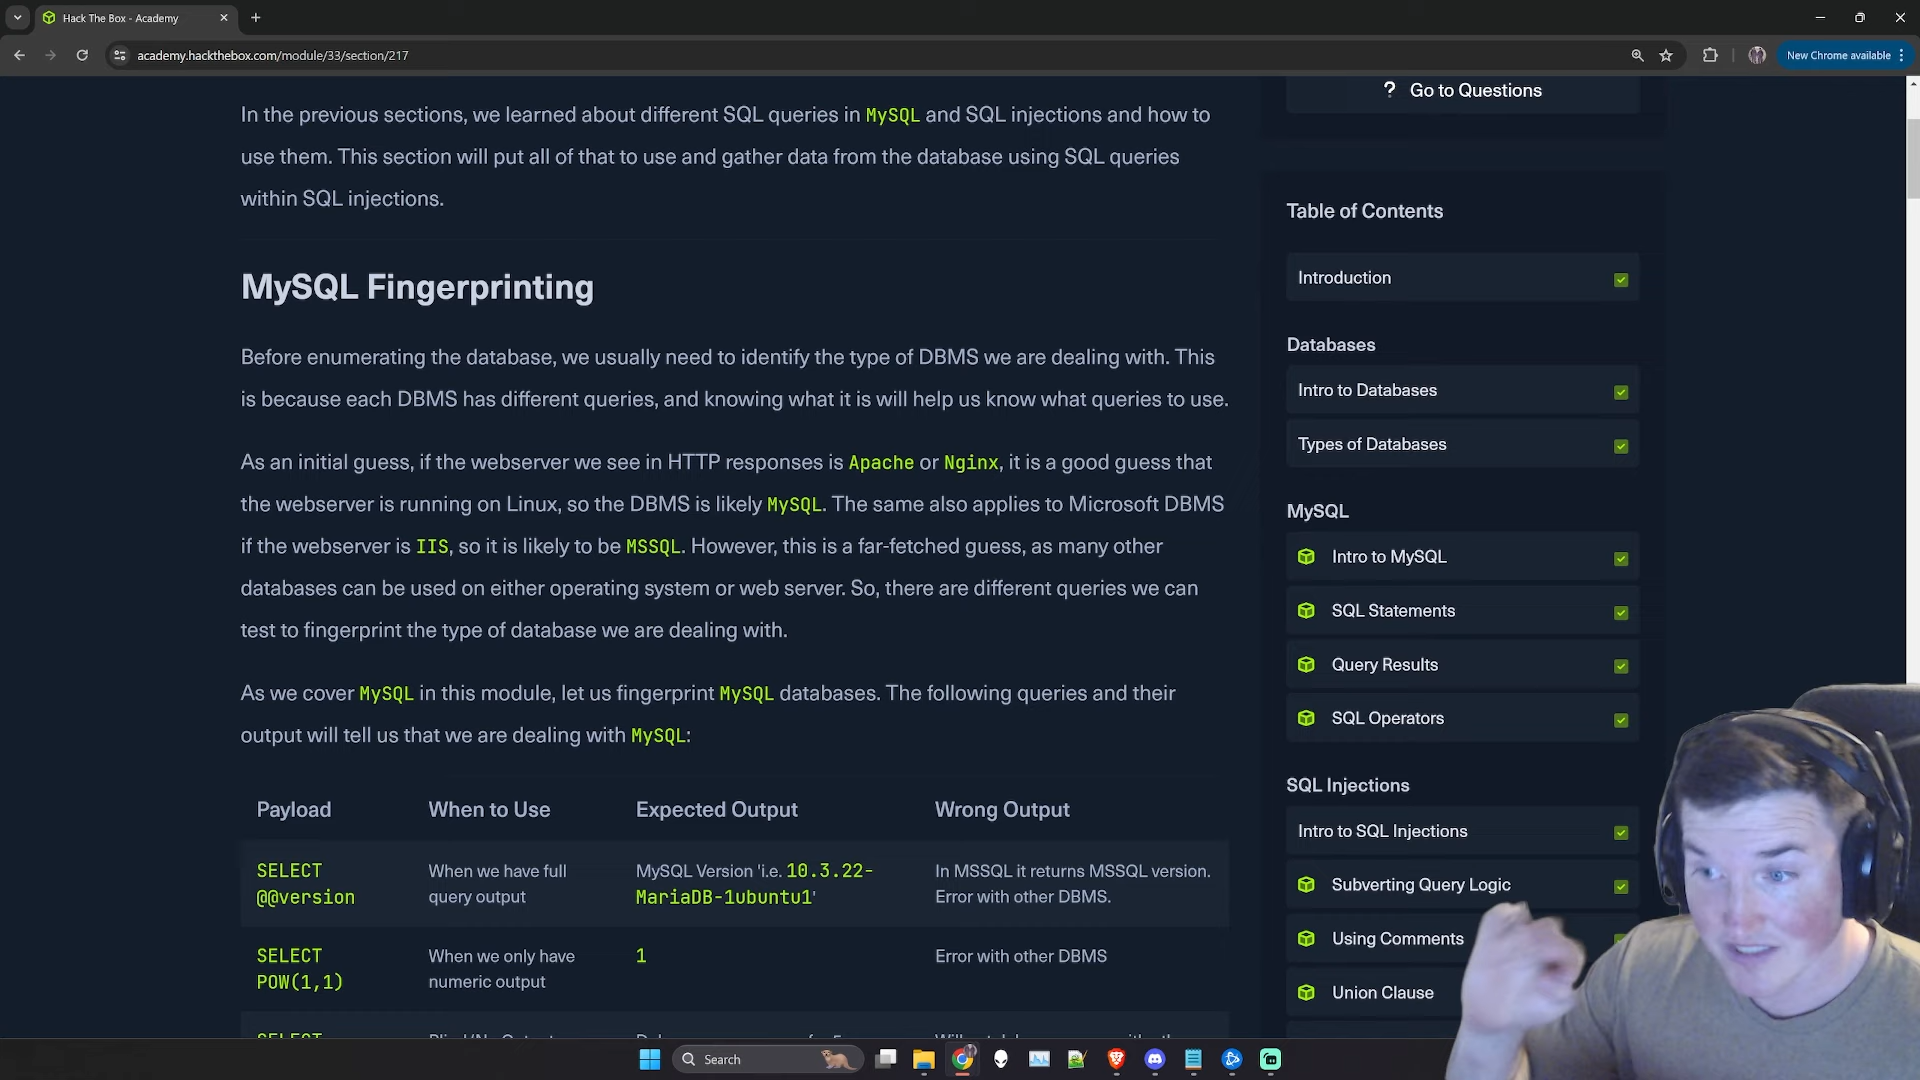 Hack The Box - Academy
academy.hackthebox.com/module/33/section/217
New Chrome available
In the previous sections, we learned about different SQL queries in MySQL and SQL injections and how to
use them. This section will put all of that to use and gather data from the database using SQL queries
within SQL injections.
MySQL Fingerprinting
Before enumerating the database, we usually need to identify the type of DBMS we are dealing with. This
is because each DBMS has different queries, and knowing what it is will help us know what queries to use.
As an initial guess, if the webserver we see in HTTP responses is Apache or Nginx, it is a good guess that
the webserver is running on Linux, so the DBMS is likely MySQL. The same also applies to Microsoft DBMS
if the webserver is IIS, so it is likely to be MSSQL. However, this is a far-fetched guess, as many other
databases can be used on either operating system or web server. So, there are different queries we can
test to fingerprint the type of database we are dealing with.
As we cover MySQL in this module, let us fingerprint MySQL databases. The following queries and their
output will tell us that we are dealing with MySQL:
Payload When to Use Expected Output Wrong Output
SELECT When we have full MySQL Version 'i.e. 10.3.22- In MSSQL it returns MSSQL version.
@@version query output MariaDB-1ubuntu1' Error with other DBMS.
SELECT When we only have 1 Error with other DBMS
POW(1,1) numeric output
? Go to Questions
Table of Contents
Introduction
Databases
Intro to Databases
Types of Databases
MySQL
Intro to MySQL
SQL Statements
Query Results
SQL Operators
SQL Injections
Intro to SQL Injections
Subverting Query Logic
Using Comments
Union Clause
Search